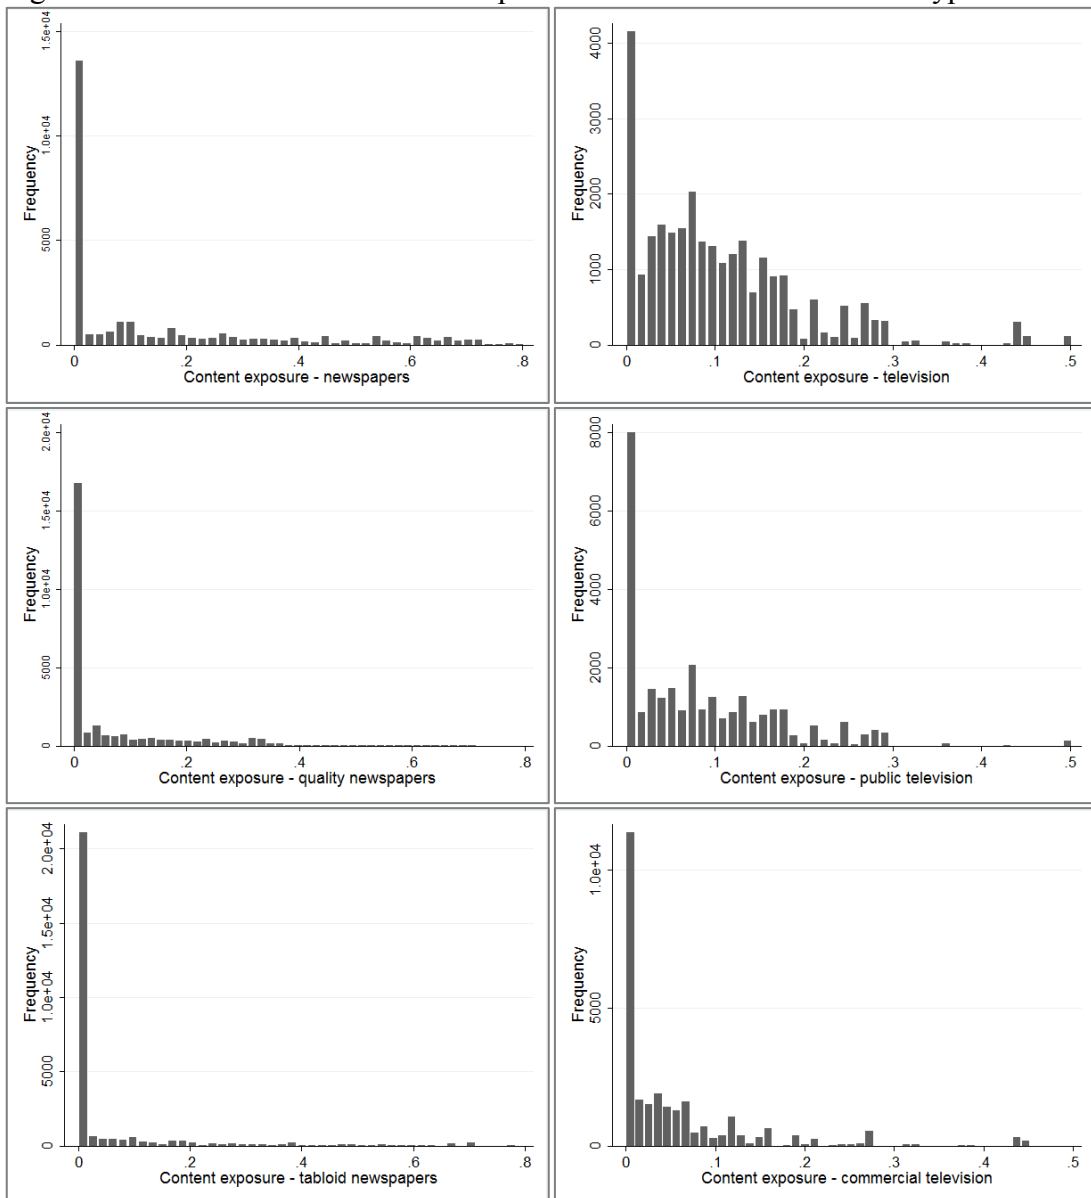 Frequency
1.5e+04
1.0e+04
5000
0
0 .2 .4 .6 .8
Content exposure - newspapers
Frequency
4000
3000
2000
1000
0
0 .1 .2 .3 .4 .5
Content exposure - television
Frequency
2.0e+04
1.5e+04
1.0e+04
5000
0
0 .2 .4 .6 .8
Content exposure - quality newspapers
Frequency
8000
6000
4000
2000
0
0 .1 .2 .3 .4 .5
Content exposure - public television
Frequency
2.0e+04
1.5e+04
1.0e+04
5000
0
0 .2 .4 .6 .8
Content exposure - tabloid newspapers
Frequency
1.0e+04
5000
0
0 .1 .2 .3 .4 .5
Content exposure - commercial television